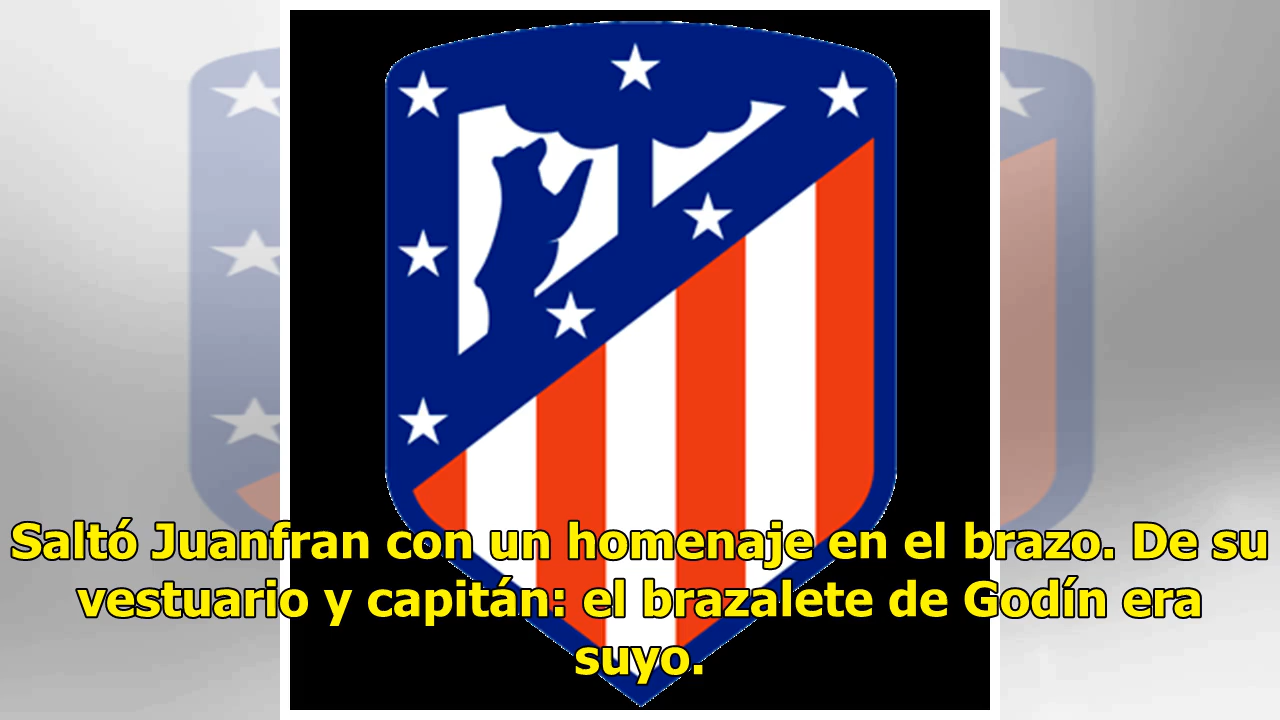 Saltó Juanfran con un homenaje en el brazo. De su
vestuario y capitán: el brazalete de Godín era
suyo.